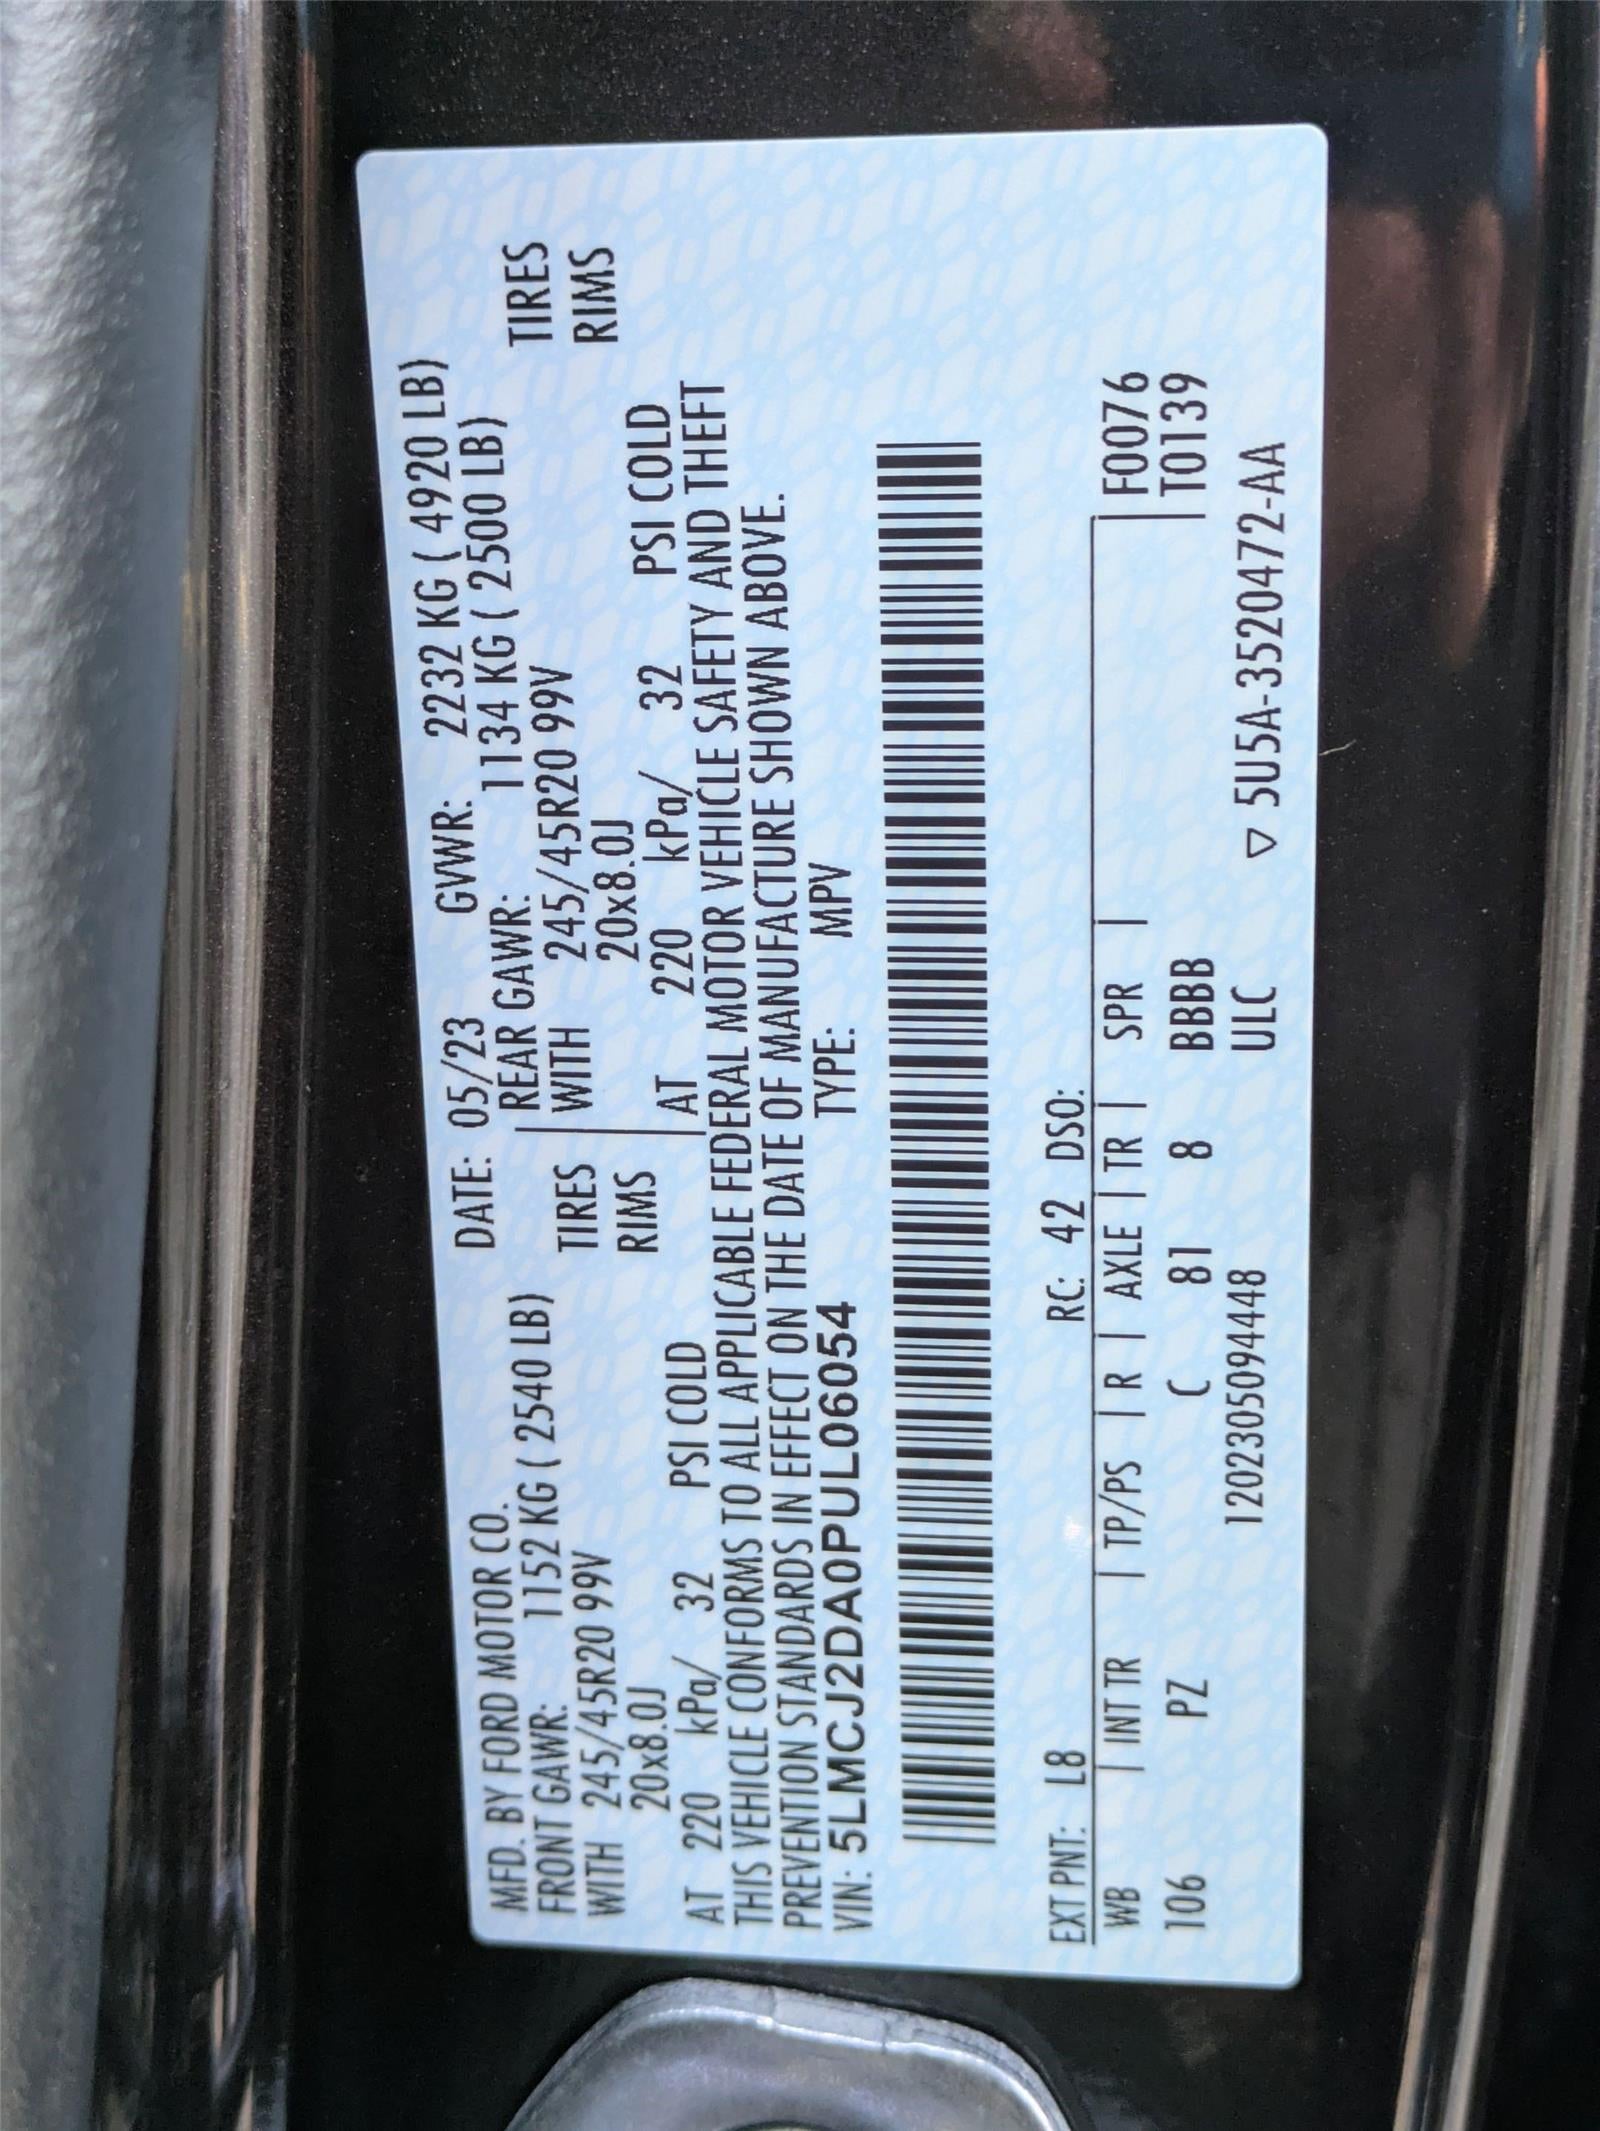 MFD. BY FORD MOTOR CO. DATE: 05/23 GVWR: 2232 KG ( 4920 LB)
FRONT GAWR: 1152 KG ( 2540 LB) REAR GAWR: 1134 KG ( 2500 LB)
WITH 245/45R20 99V TIRES WITH 245/45R20 99V TIRES
20x8.0J RIMS 20x8.0J RIMS
AT 220 kPa/ 32 PSI COLD AT 220 kPa/ 32 PSI COLD
THIS VEHICLE CONFORMS TO ALL APPLICABLE FEDERAL MOTOR VEHICLE SAFETY AND THEFT
PREVENTION STANDARDS IN EFFECT ON THE DATE OF MANUFACTURE SHOWN ABOVE.
VIN: 5LMCJ2DA0PUL06054 TYPE: MPV
EXT PNT: L8 RC: 42 DSO:
WB | INT TR | TP/PS | R | AXLE | TR | SPR | F0076
106 PZ C 81 8 BBBB T0139
120230509​4448 ULC ▽ 5U5A-3520472-AA